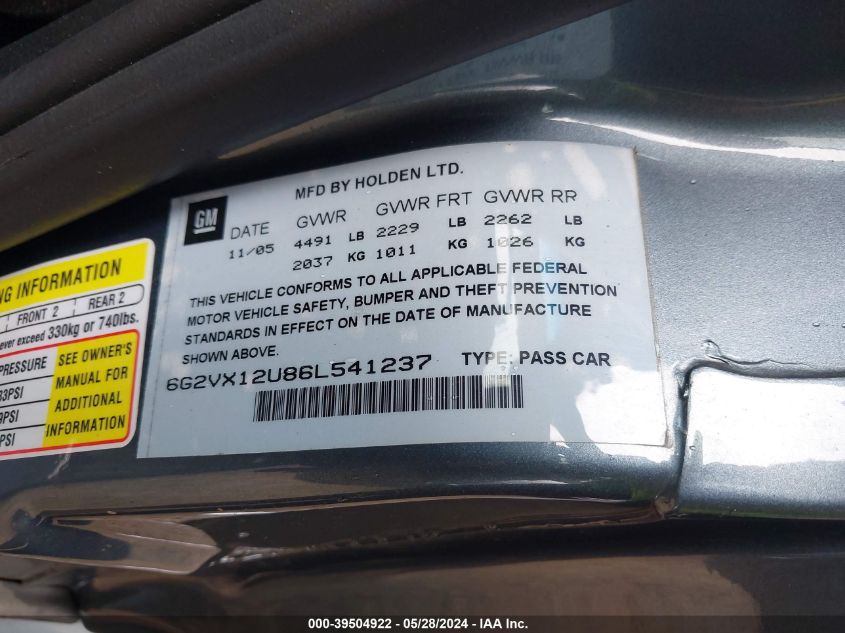 MFD BY HOLDEN LTD.
GM
DATE GVWR GVWR FRT GVWR RR
11/05 4491 LB 2229 LB 2262 LB
2037 KG 1011 KG 1026 KG
THIS VEHICLE CONFORMS TO ALL APPLICABLE FEDERAL
MOTOR VEHICLE SAFETY, BUMPER AND THEFT PREVENTION
STANDARDS IN EFFECT ON THE DATE OF MANUFACTURE
SHOWN ABOVE.
6G2VX12U86L541237 TYPE: PASS CAR
INFORMATION
FRONT 2 REAR 2
exceed 330kg or 740lbs.
PRESSURE SEE OWNER'S
MANUAL FOR
ADDITIONAL
INFORMATION
PSI
000-39504922 - 05/28/2024 - IAA Inc.